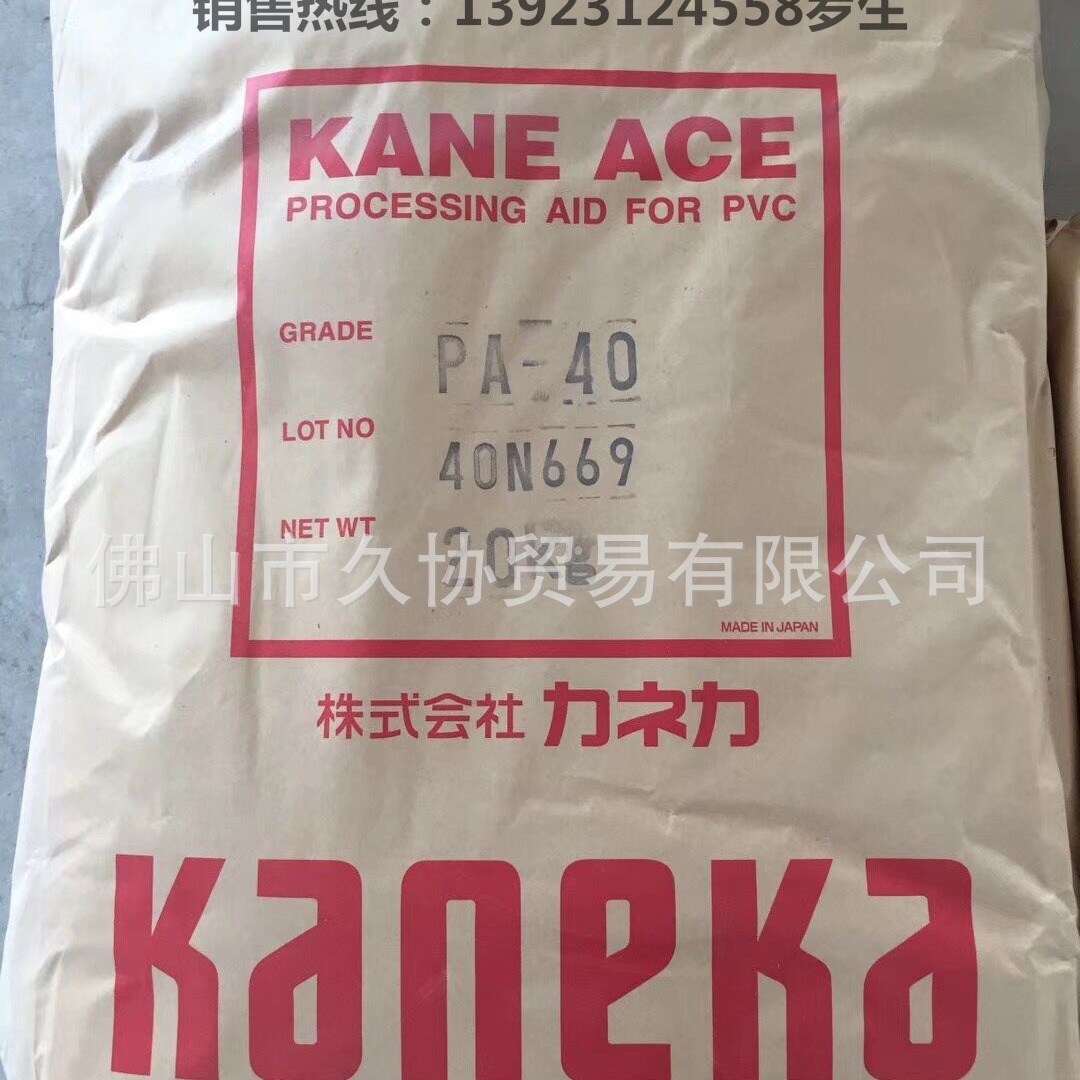 销售热线：13923124558岁生
KANE ACE
PROCESSING AID FOR PVC
GRADE PA-40
LOT NO 40N669
NET WT 20kg
佛山市久协贸易有限公司
MADE IN JAPAN
株式会社 カネカ
kaneka